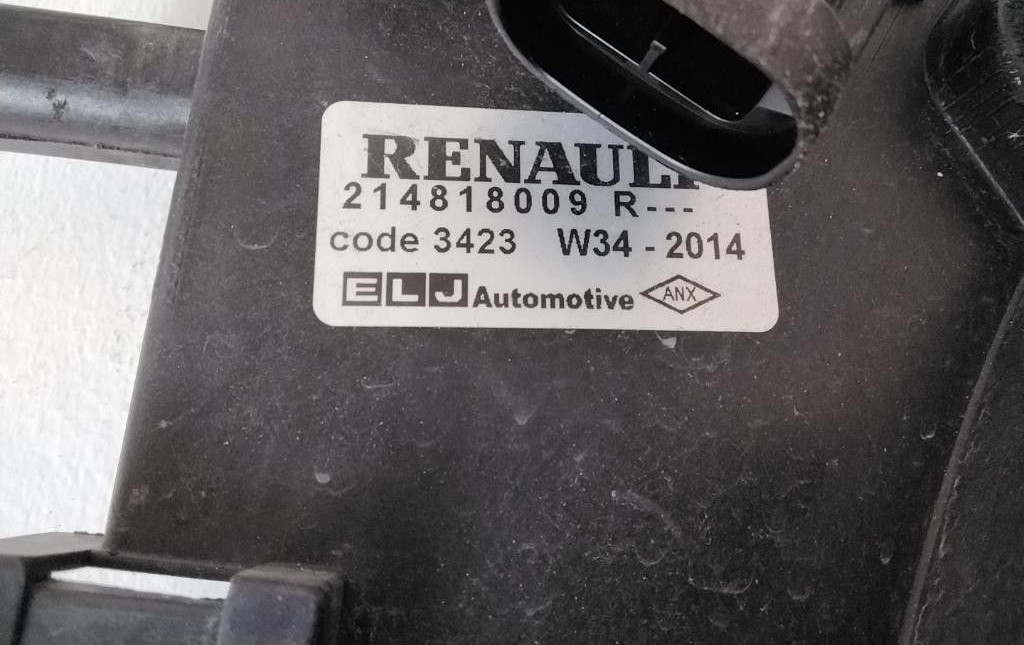 RENAULT
214818009 R---
code 3423 W34 - 2014
ELJ Automotive ANX